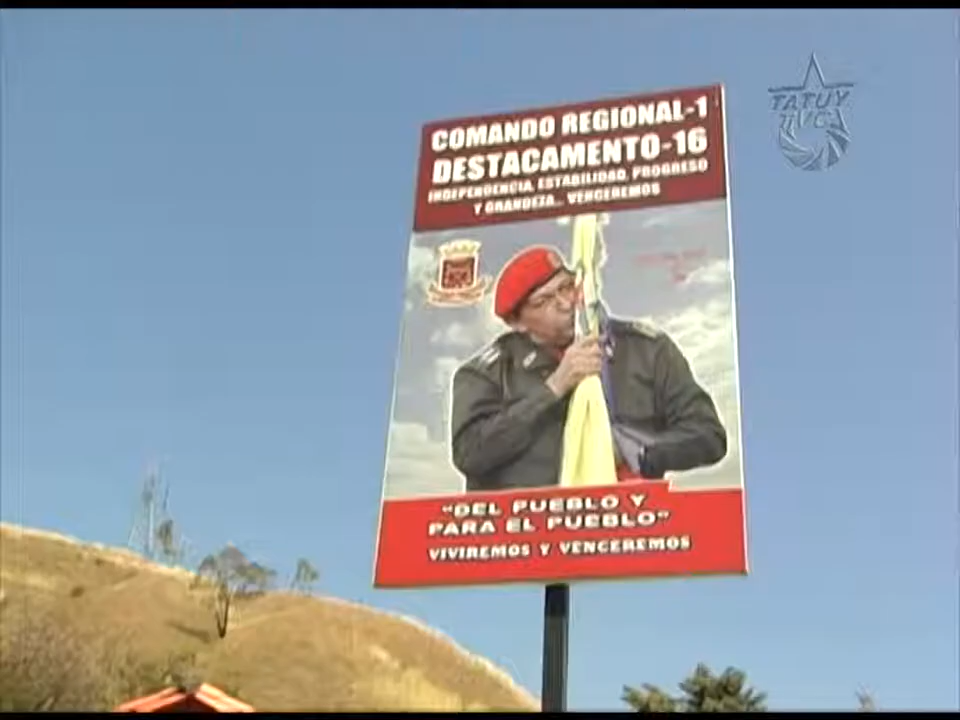 TATUY
TVC
COMANDO REGIONAL-1
DESTACAMENTO-16
INDEPENDENCIA, ESTABILIDAD, PROGRESO
Y GRANDEZA... VENCEREMOS
"DEL PUEBLO Y
PARA EL PUEBLO"
VIVIREMOS Y VENCEREMOS